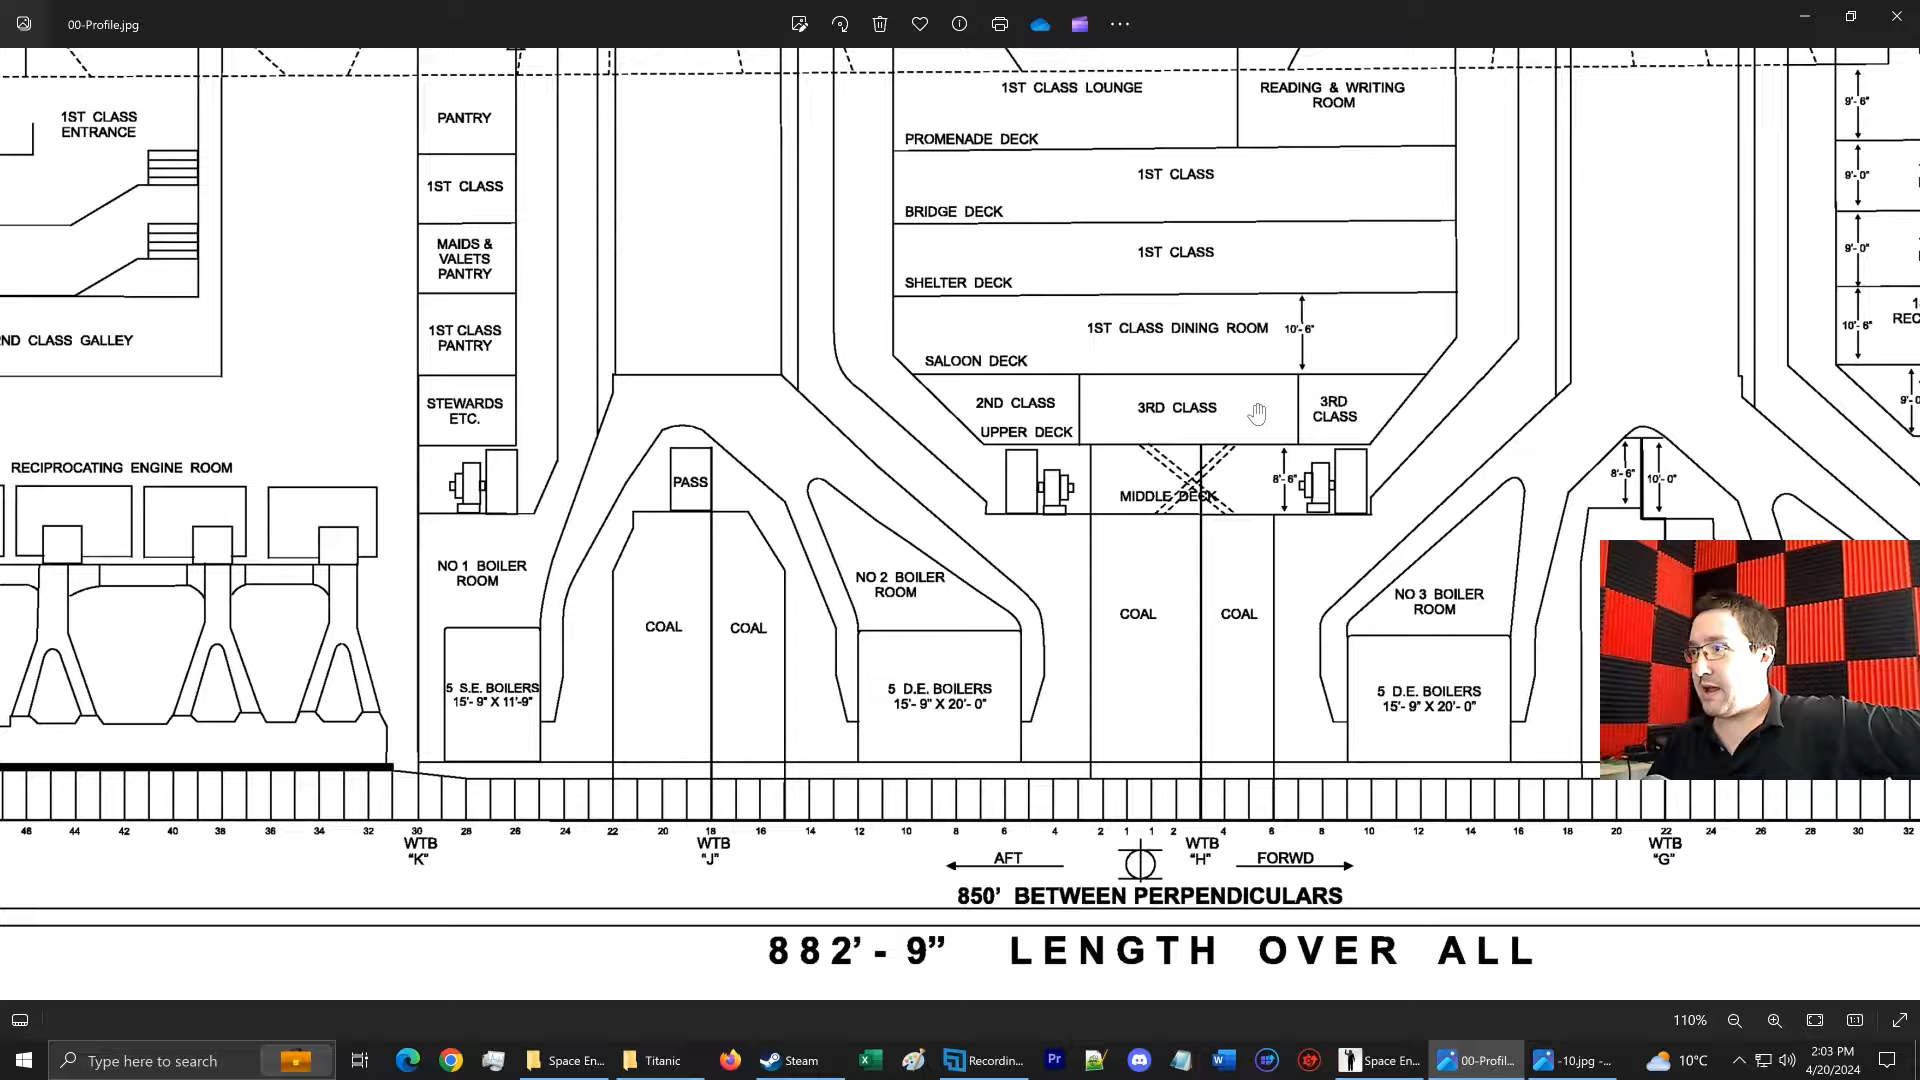 00-Profile.jpg
1ST CLASS
ENTRANCE
ND CLASS GALLEY
RECIPROCATING ENGINE ROOM
PANTRY
1ST CLASS
MAIDS &
VALETS
PANTRY
1ST CLASS
PANTRY
STEWARDS
ETC.
NO 1 BOILER
ROOM
5 S.E. BOILERS
15'- 9" X 11'-9"
PASS
COAL
COAL
NO 2 BOILER
ROOM
5 D.E. BOILERS
15'- 9" X 20'- 0"
1ST CLASS LOUNGE
READING & WRITING
ROOM
PROMENADE DECK
1ST CLASS
BRIDGE DECK
1ST CLASS
SHELTER DECK
1ST CLASS DINING ROOM
10'-6"
SALOON DECK
2ND CLASS
3RD CLASS
3RD
CLASS
UPPER DECK
8'- 6"
MIDDLE DECK
COAL
COAL
NO 3 BOILER
ROOM
5 D.E. BOILERS
15'- 9" X 20'- 0"
8'- 6"
10'- 0"
9'- 6"
9'- 0"
9'- 0"
10'- 6"
REC
9'- 0
46 44 42 40 38 36 34 32 30 28 26 24 22 20 18 16 14 12 10 8 6 4 2 1 1 2 4 6 8 10 12 14 16 18 20 22 24 26 28 30 32
WTB
"K"
WTB
"J"
WTB
"H"
WTB
"G"
AFT
FORWD
850' BETWEEN PERPENDICULARS
882'- 9" LENGTH OVER ALL
110%
Type here to search
Space En...
Titanic
Steam
Recordin...
Pr
Space En...
00-Profil...
-10.jpg -...
10°C
2:03 PM
4/20/2024